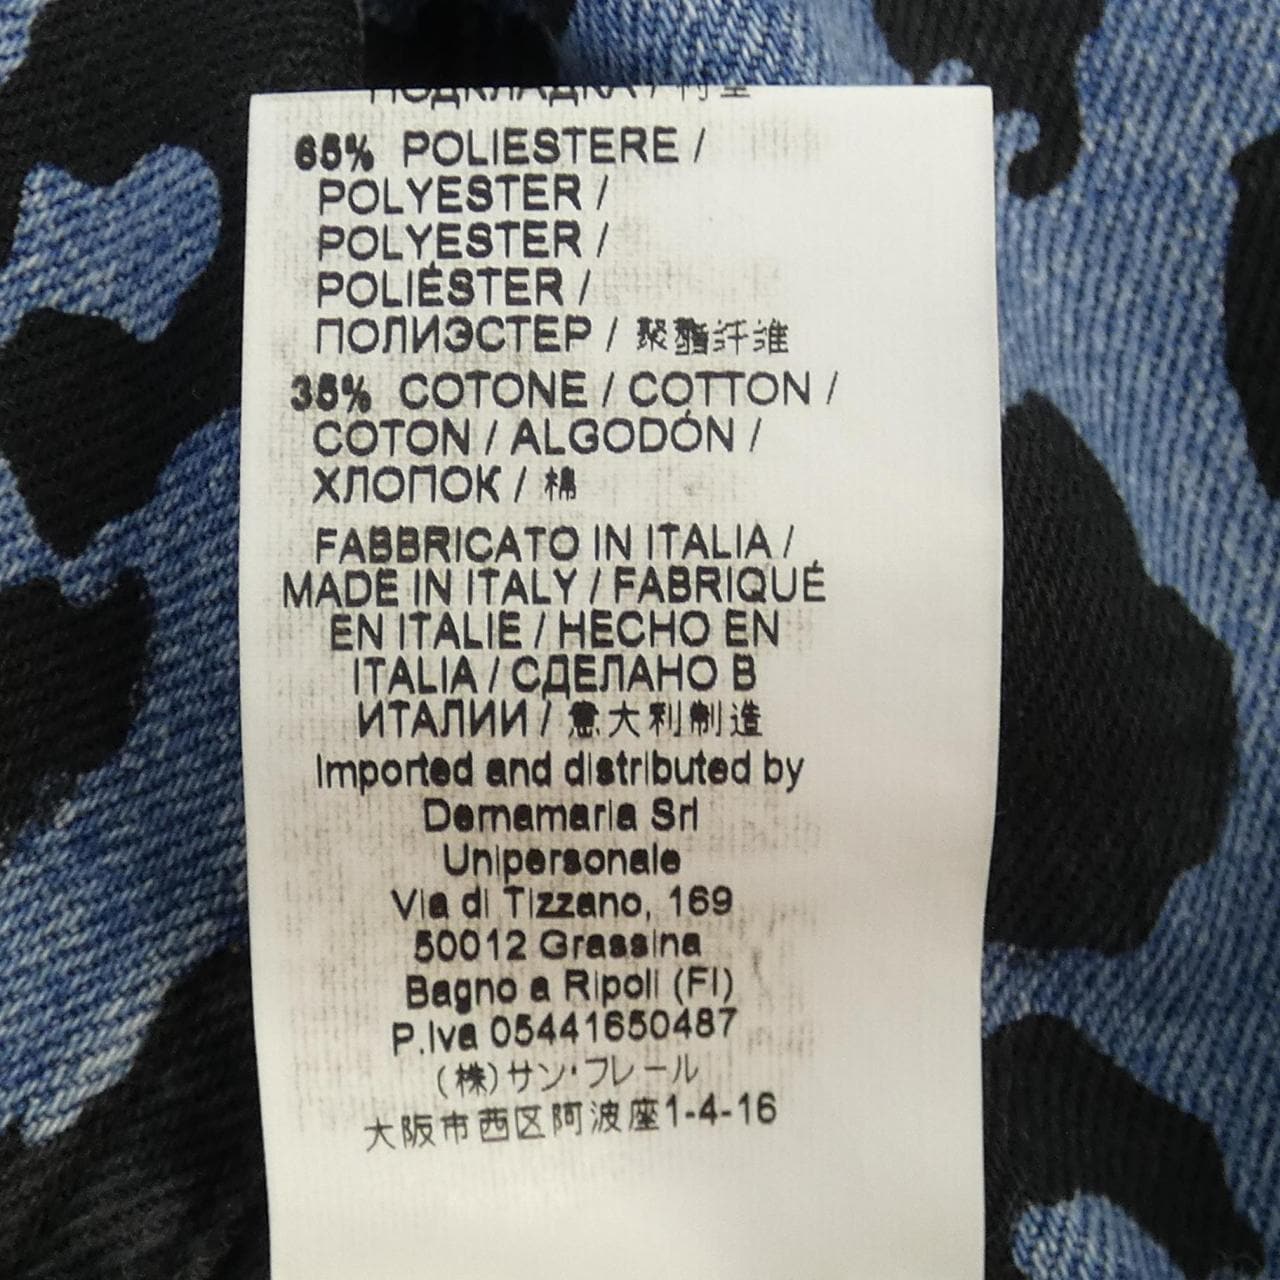 ПОДКЛАДКА / 衬里
65% POLIESTERE /
POLYESTER /
POLYESTER /
POLIÉSTER /
ПОЛИЭСТЕР / 聚酯纤维
35% COTONE / COTTON /
COTON / ALGODÓN /
ХЛОПОК / 棉
FABBRICATO IN ITALIA /
MADE IN ITALY / FABRIQUÉ
EN ITALIE / HECHO EN
ITALIA / СДЕЛАНО В
ИТАЛИИ / 意大利制造
Imported and distributed by
Demamaria Srl
Unipersonale
Via di Tizzano, 169
50012 Grassina
Bagno a Ripoli (FI)
P.Iva 05441650487
(株)サン・フレール
大阪市西区阿波座1-4-16